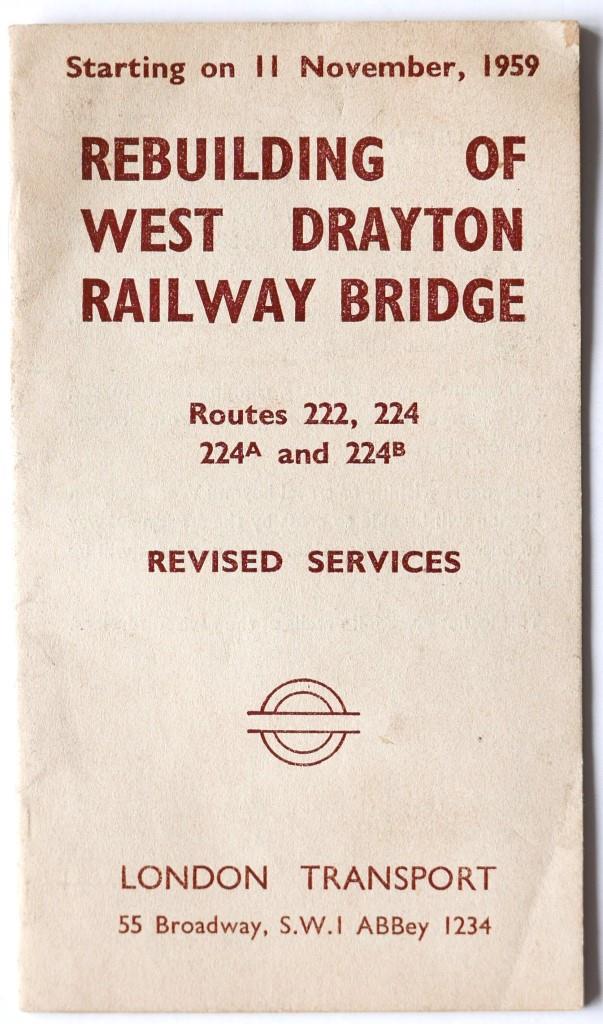 Starting on 11 November, 1959
REBUILDING OF
WEST DRAYTON
RAILWAY BRIDGE
Routes 222, 224
224A and 224B
REVISED SERVICES
LONDON TRANSPORT
55 Broadway, S.W.1 ABBey 1234